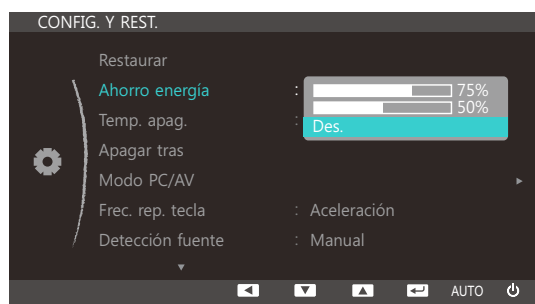 CONFIG. Y REST.
Restaurar
Ahorro energía : 75%
50%
Temp. apag. : Des.
Apagar tras
Modo PC/AV
Frec. rep. tecla : Aceleración
Detección fuente : Manual
AUTO